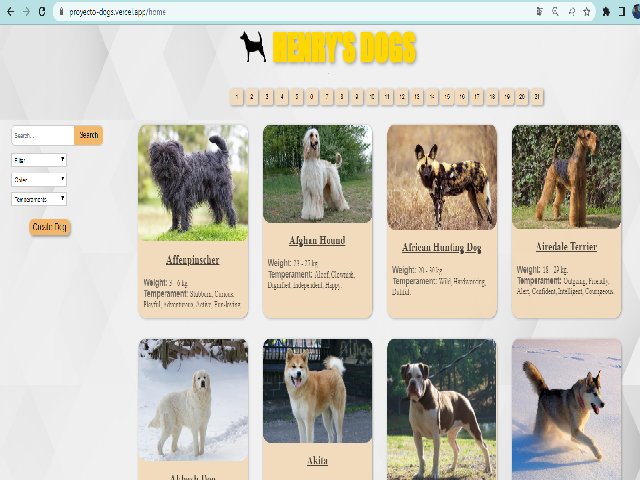 proyecto-dogs.vercel.app/home
HENRY'S DOGS
1 2 3 4 5 6 7 8 9 10 11 12 13 14 15 16 17 18 19 20 21
Search... Search
Filter
Order
Temperaments
Create Dog
Affenpinscher
Weight: 3 - 6 kg
Temperament: Stubborn, Curious,
Playful, Adventurous, Active, Fun-loving
Afghan Hound
Weight: 23 - 27 kg
Temperament: Aloof, Clownish,
Dignified, Independent, Happy
African Hunting Dog
Weight: 20 - 30 kg
Temperament: Wild, Hardworking,
Dutiful
Airedale Terrier
Weight: 18 - 29 kg
Temperament: Outgoing, Friendly,
Alert, Confident, Intelligent, Courageous
Akbash Dog
Akita